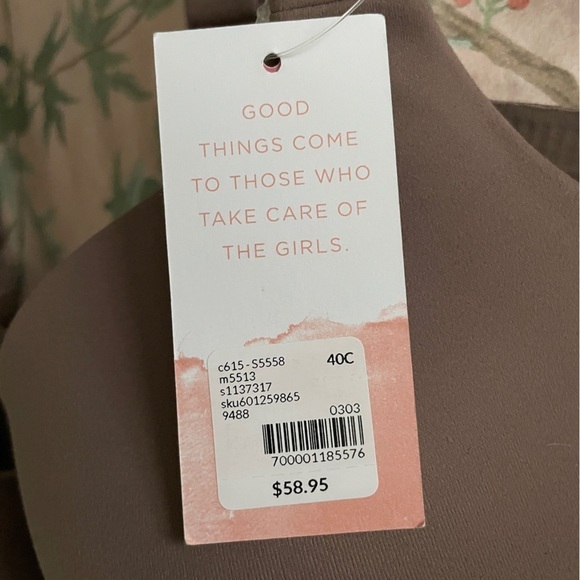 GOOD
THINGS COME
TO THOSE WHO
TAKE CARE OF
THE GIRLS.
c615-S5558 40C
m5513
s1137317
sku601259865
9488 0303
700001185576
$58.95